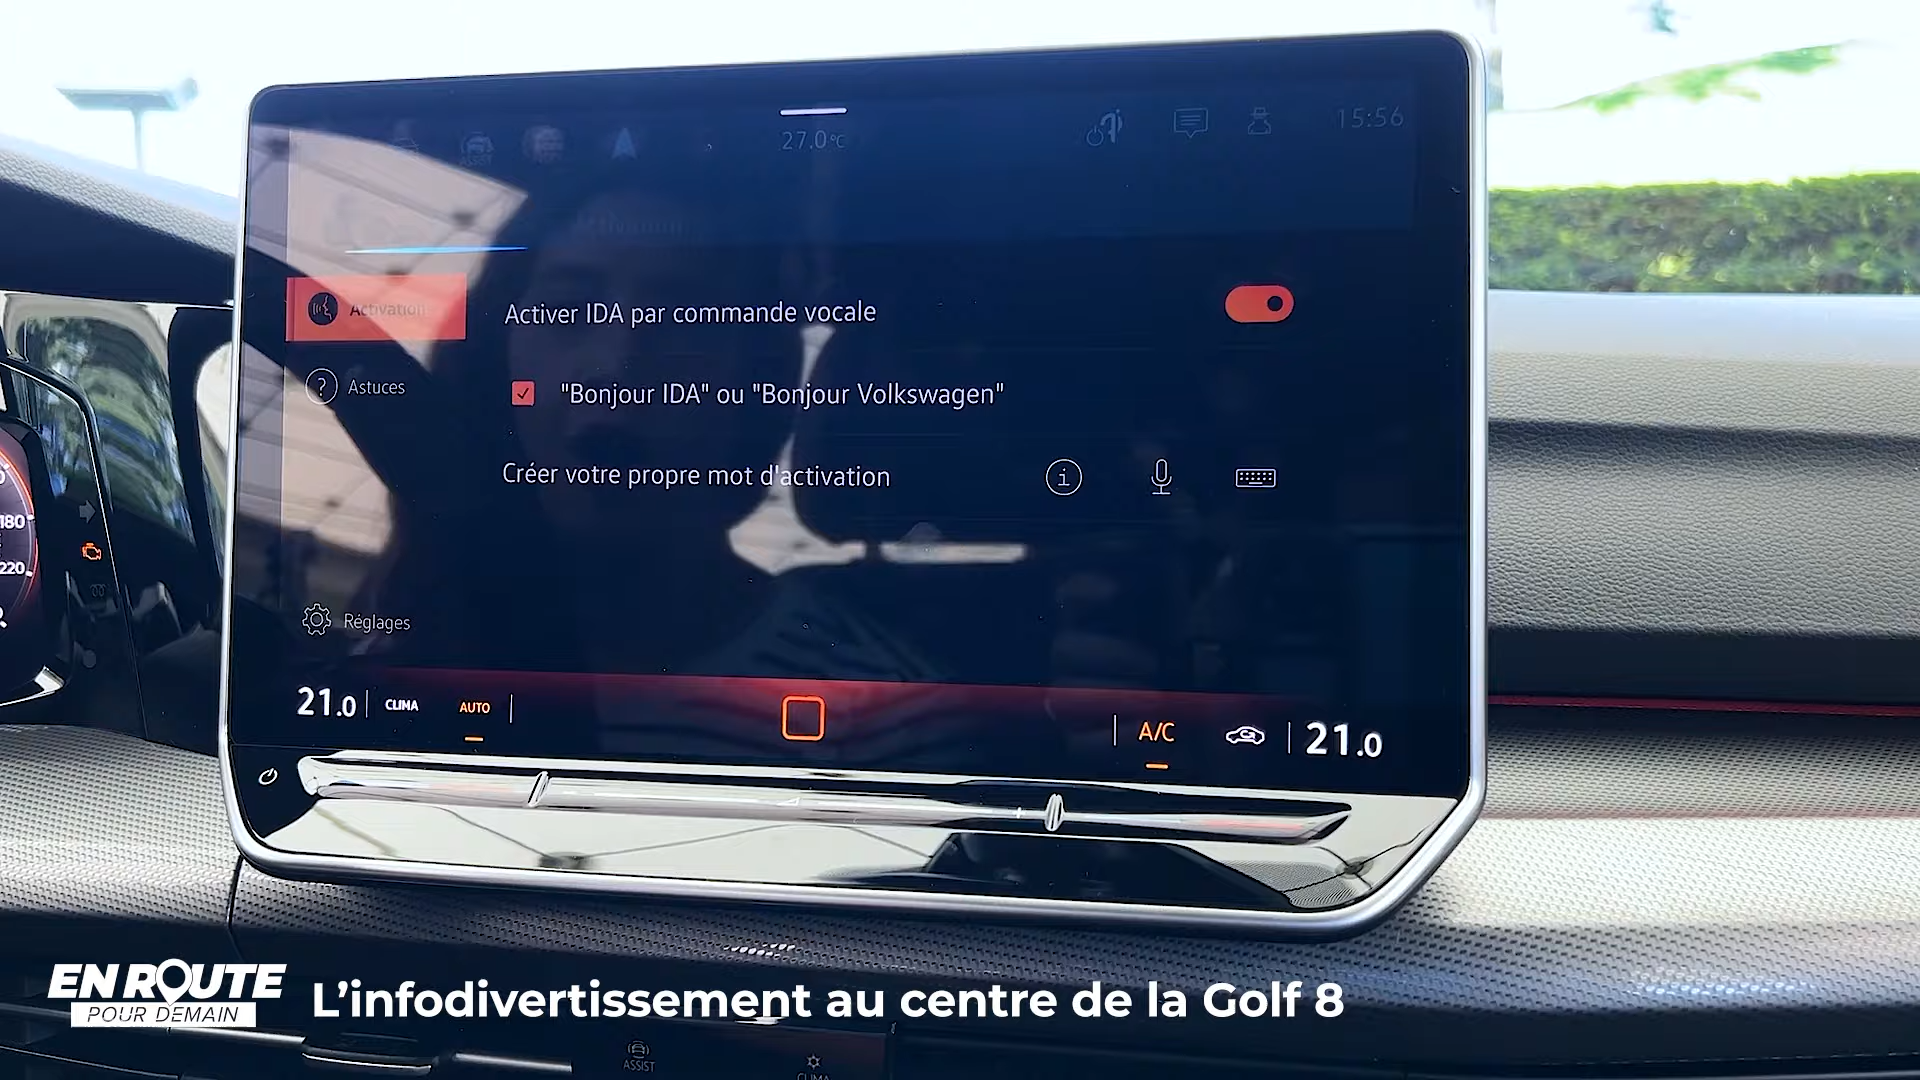 27.0°C
15:56
Activation
Activer IDA par commande vocale
Astuces
"Bonjour IDA" ou "Bonjour Volkswagen"
Créer votre propre mot d'activation
Réglages
180
220
21.0
CLIMA
AUTO
A/C
21.0
EN ROUTE
POUR DEMAIN
L'infodivertissement au centre de la Golf 8
ASSIST
CLIMA